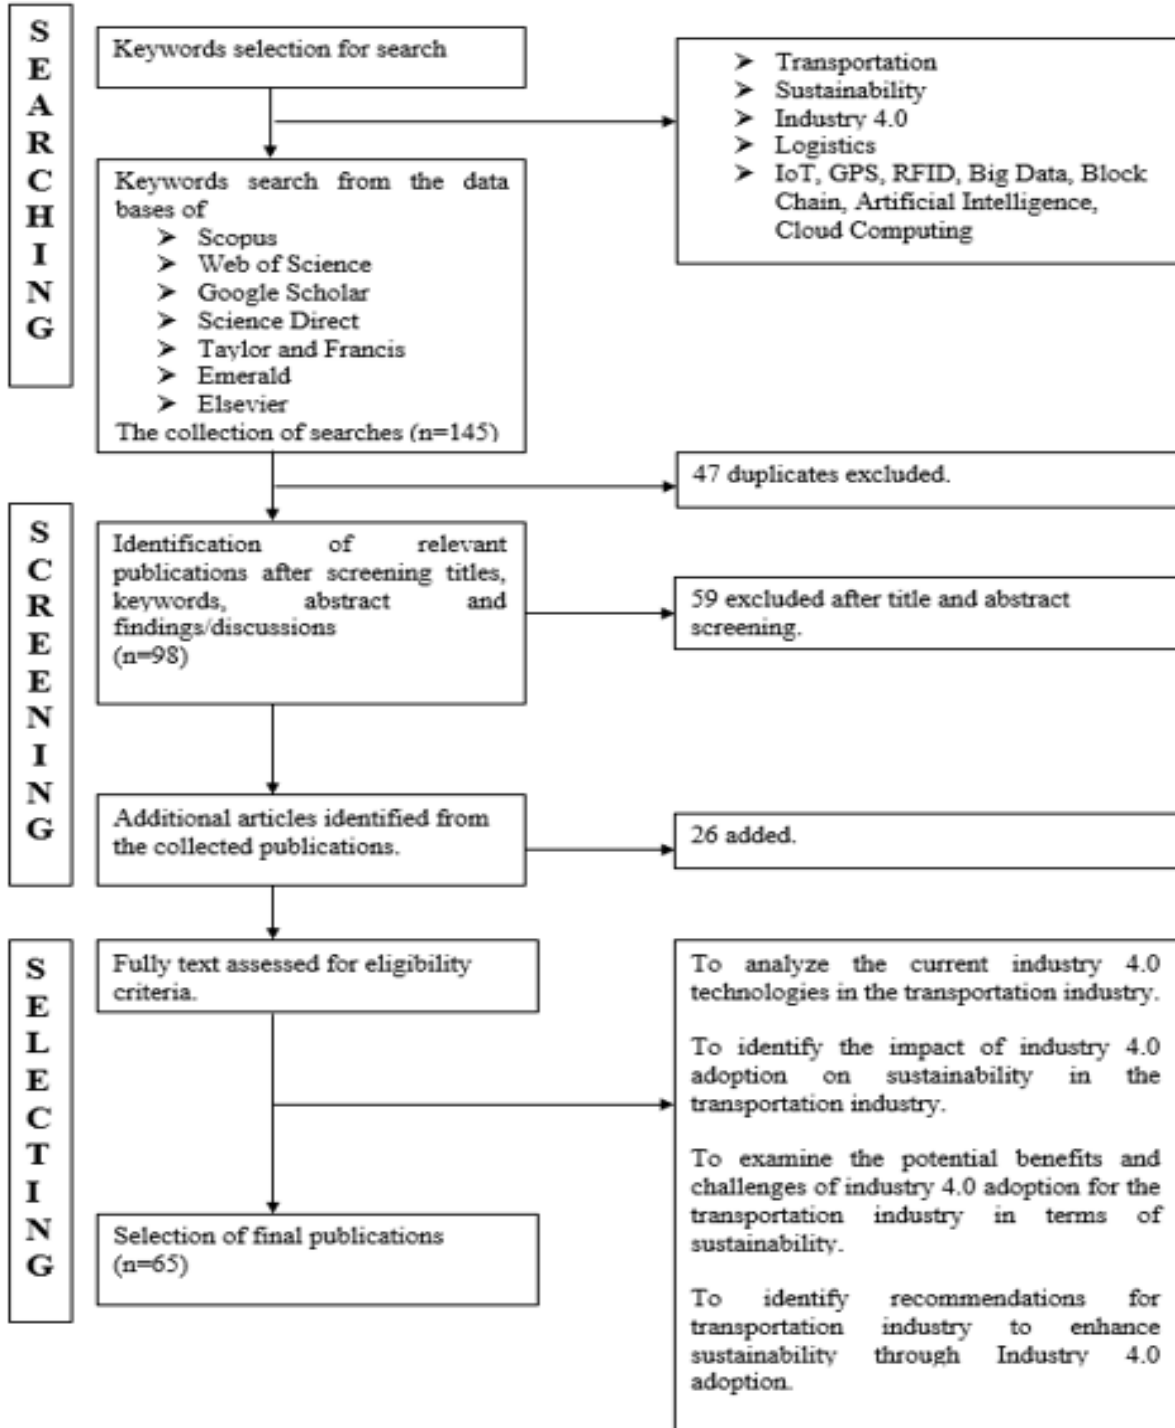 SEARCHING
Keywords selection for search
➤ Transportation
➤ Sustainability
➤ Industry 4.0
➤ Logistics
➤ IoT, GPS, RFID, Big Data, Block
Chain, Artificial Intelligence,
Cloud Computing
Keywords search from the data
bases of
➤ Scopus
➤ Web of Science
➤ Google Scholar
➤ Science Direct
➤ Taylor and Francis
➤ Emerald
➤ Elsevier
The collection of searches (n=145)
47 duplicates excluded.
SCREENING
Identification of relevant
publications after screening titles,
keywords, abstract and
findings/discussions
(n=98)
59 excluded after title and abstract
screening.
Additional articles identified from
the collected publications.
26 added.
SELECTING
Fully text assessed for eligibility
criteria.
To analyze the current industry 4.0
technologies in the transportation industry.
To identify the impact of industry 4.0
adoption on sustainability in the
transportation industry.
To examine the potential benefits and
challenges of industry 4.0 adoption for the
transportation industry in terms of
sustainability.
To identify recommendations for
transportation industry to enhance
sustainability through Industry 4.0
adoption.
Selection of final publications
(n=65)